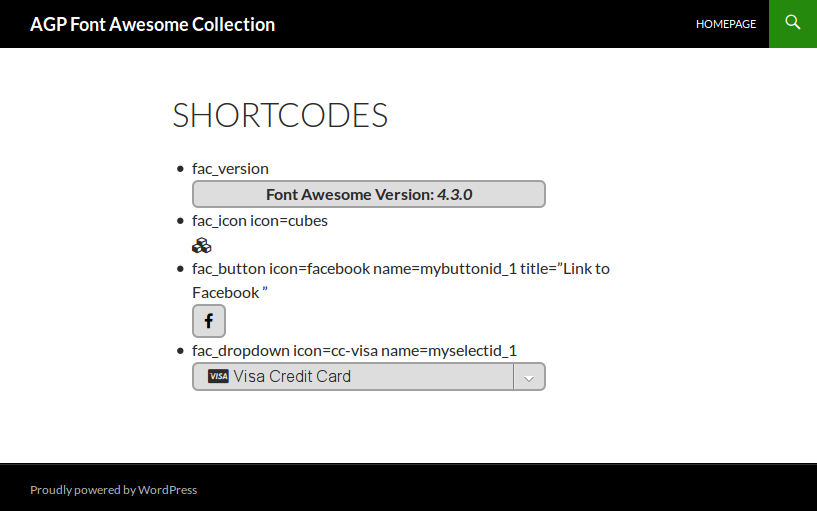 AGP Font Awesome Collection
HOMEPAGE
SHORTCODES
fac_version
Font Awesome Version: 4.3.0
fac_icon icon=cubes
fac_button icon=facebook name=mybuttonid_1 title=”Link to
Facebook ”
fac_dropdown icon=cc-visa name=myselectid_1
VISA Visa Credit Card
Proudly powered by WordPress